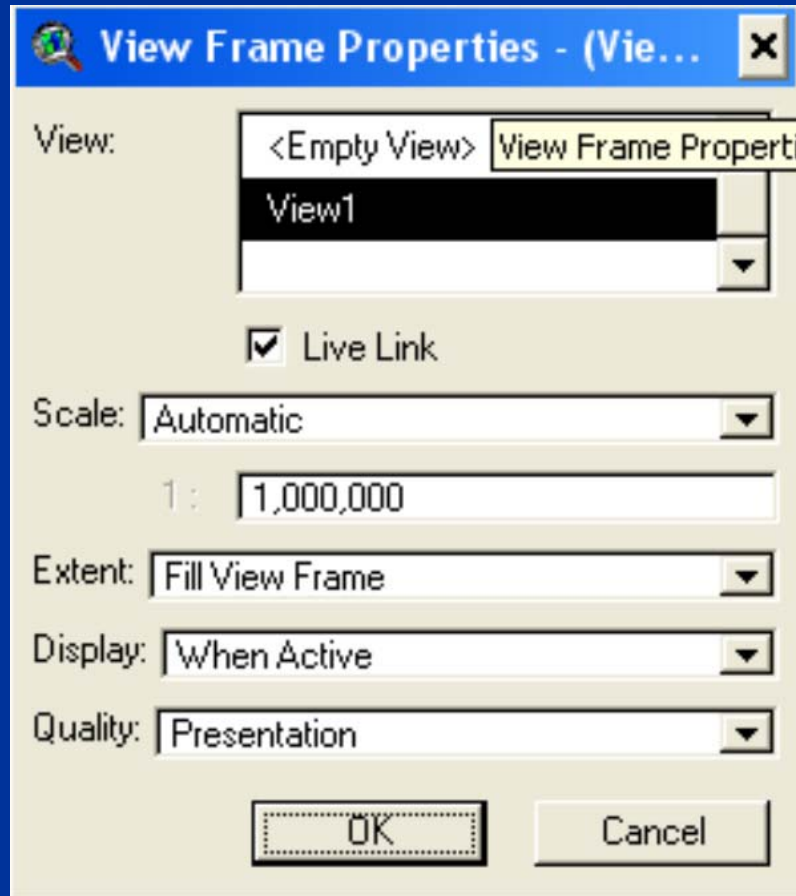 View Frame Properties - (Vie...
View:
<Empty View>
View Frame Properti
View1
Live Link
Scale: Automatic
1 : 1,000,000
Extent: Fill View Frame
Display: When Active
Quality: Presentation
OK Cancel